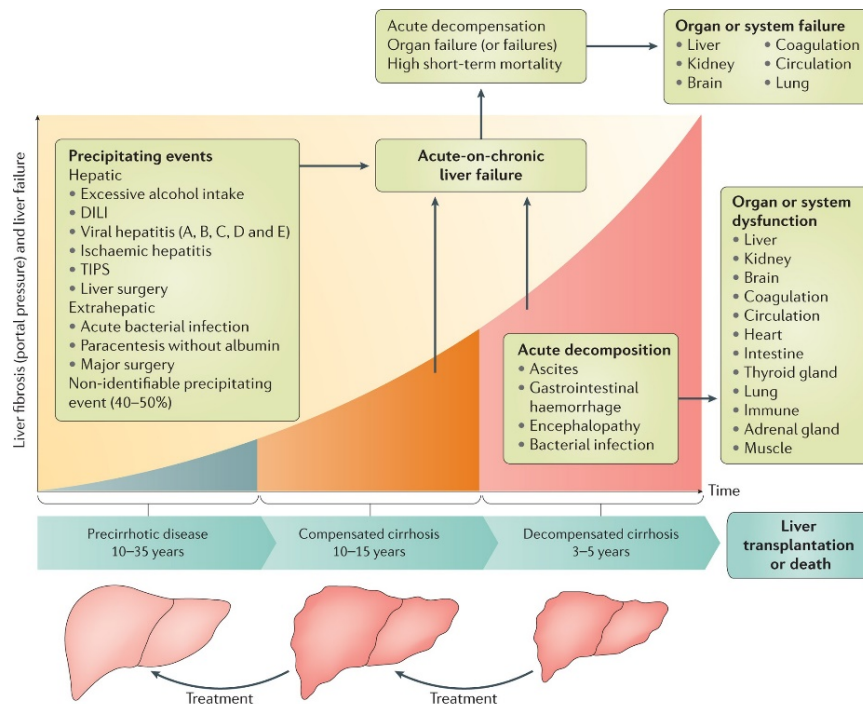 Acute decompensation
Organ failure (or failures)
High short-term mortality
Organ or system failure
• Liver
• Kidney
• Brain
• Coagulation
• Circulation
• Lung
Liver fibrosis (portal pressure) and liver failure
Precipitating events
Hepatic
• Excessive alcohol intake
• DILI
• Viral hepatitis (A, B, C, D and E)
• Ischaemic hepatitis
• TIPS
• Liver surgery
Extrahepatic
• Acute bacterial infection
• Paracentesis without albumin
• Major surgery
Non-identifiable precipitating
event (40–50%)
Acute-on-chronic
liver failure
Acute decomposition
• Ascites
• Gastrointestinal
haemorrhage
• Encephalopathy
• Bacterial infection
Organ or system
dysfunction
• Liver
• Kidney
• Brain
• Coagulation
• Circulation
• Heart
• Intestine
• Thyroid gland
• Lung
• Immune
• Adrenal gland
• Muscle
Time
Precirrhotic disease
10–35 years
Compensated cirrhosis
10–15 years
Decompensated cirrhosis
3–5 years
Liver
transplantation
or death
Treatment
Treatment